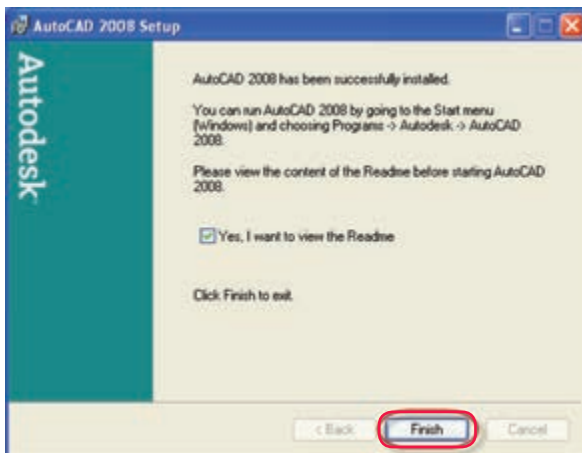 AutoCAD 2008 Setup
Autodesk
AutoCAD 2008 has been successfully installed.
You can run AutoCAD 2008 by going to the Start menu
(Windows) and choosing Programs -> Autodesk -> AutoCAD
2008.
Please view the content of the Readme before starting AutoCAD
2008.
Yes, I want to view the Readme
Click Finish to exit.
< Back
Finish
Cancel